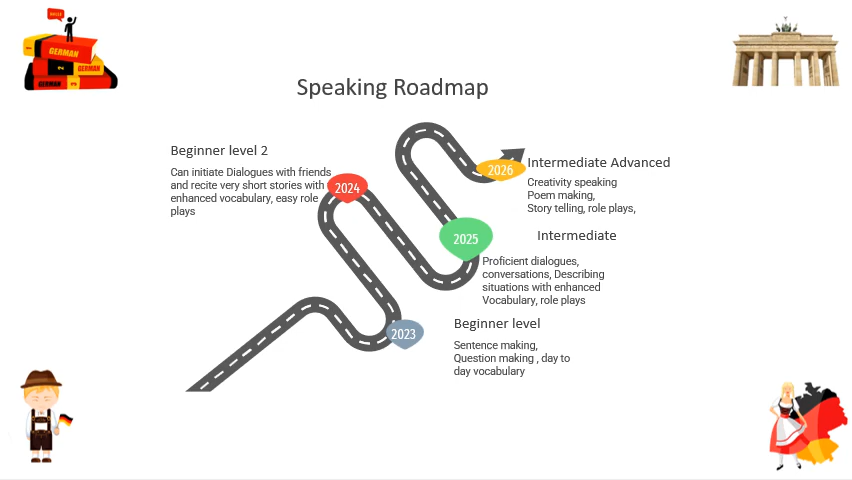 GERMAN
GERMAN
GERMAN
Speaking Roadmap
Beginner level 2
Can initiate Dialogues with friends
and recite very short stories with
enhanced vocabulary, easy role
plays
2024
2026
Intermediate Advanced
Creativity speaking
Poem making,
Story telling, role plays,
2025
Intermediate
Proficient dialogues,
conversations, Describing
situations with enhanced
Vocabulary, role plays
2023
Beginner level
Sentence making,
Question making , day to
day vocabulary